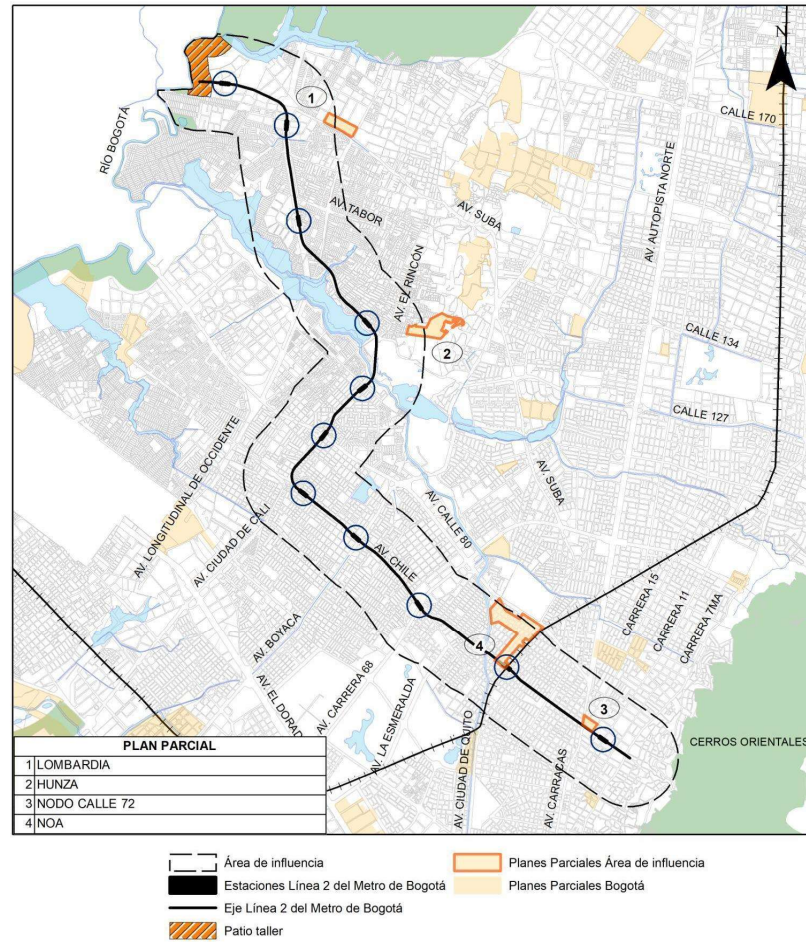 N
CALLE 170
1
RÍO BOGOTÁ
AV. TABOR
AV. SUBA
AV. AUTOPISTA NORTE
AV. EL RINCÓN
2
CALLE 134
CALLE 127
AV. LONGITUDINAL DE OCCIDENTE
AV. CIUDAD DE CALI
AV. CALLE 80
AV. SUBA
AV. CHILE
CARRERA 15
CARRERA 11
CARRERA 7MA
AV. BOYACA
4
AV. EL DORAD
AV. CARRERA 68
AV. LA ESMERALDA
AV. CIUDAD DE QUITO
3
AV. CARRACAS
CERROS ORIENTALES
PLAN PARCIAL
1 LOMBARDIA
2 HUNZA
3 NODO CALLE 72
4 NOA
Área de influencia
Estaciones Línea 2 del Metro de Bogotá
Eje Línea 2 del Metro de Bogotá
Patio taller
Planes Parciales Área de influencia
Planes Parciales Bogotá